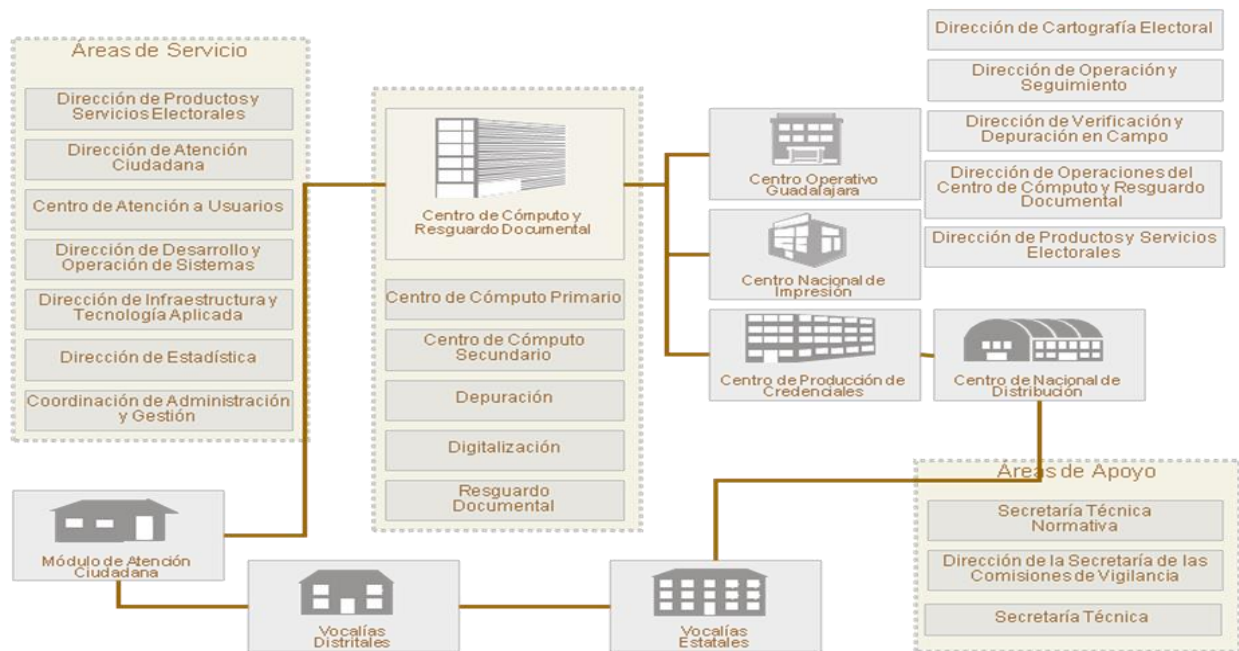 Áreas de Servicio
Dirección de Productos y
Servicios Electorales
Dirección de Atención
Ciudadana
Centro de Atención a Usuarios
Dirección de Desarrollo y
Operación de Sistemas
Dirección de Infraestructura y
Tecnología Aplicada
Dirección de Estadística
Coordinación de Administración
y Gestión
Módulo de Atención
Ciudadana
Centro de Cómputo y
Resguardo Documental
Centro de Cómputo Primario
Centro de Cómputo
Secundario
Depuración
Digitalización
Resguardo
Documental
Vocalías
Distritales
Vocalías
Estatales
Centro Operativo
Guadalajara
Centro Nacional de
Impresión
Centro de Producción de
Credenciales
Centro de Nacional de
Distribución
Dirección de Cartografía Electoral
Dirección de Operación y
Seguimiento
Dirección de Verificación y
Depuración en Campo
Dirección de Operaciones del
Centro de Cómputo y Resguardo
Documental
Dirección de Productos y Servicios
Electorales
Áreas de Apoyo
Secretaría Técnica
Normativa
Dirección de la Secretaría de las
Comisiones de Vigilancia
Secretaría Técnica